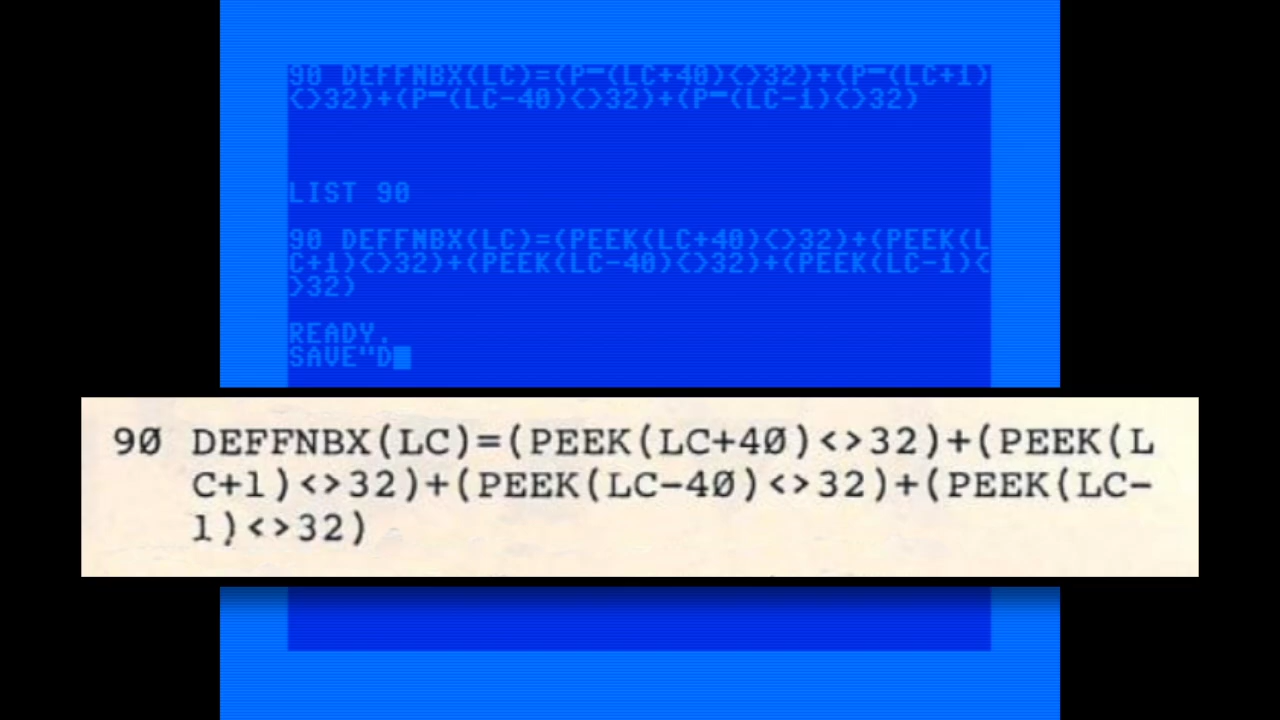 90 DEFFNBX(LC)=(P‾(LC+40)<>32)+(P‾(LC+1)
<>32)+(P‾(LC-40)<>32)+(P‾(LC-1)<>32)
LIST 90
90 DEFFNBX(LC)=(PEEK(LC+40)<>32)+(PEEK(L
C+1)<>32)+(PEEK(LC-40)<>32)+(PEEK(LC-1)<
>32)
READY.
SAVE"D
90 DEFFNBX(LC)=(PEEK(LC+40)<>32)+(PEEK(L
C+1)<>32)+(PEEK(LC-40)<>32)+(PEEK(LC-
1)<>32)